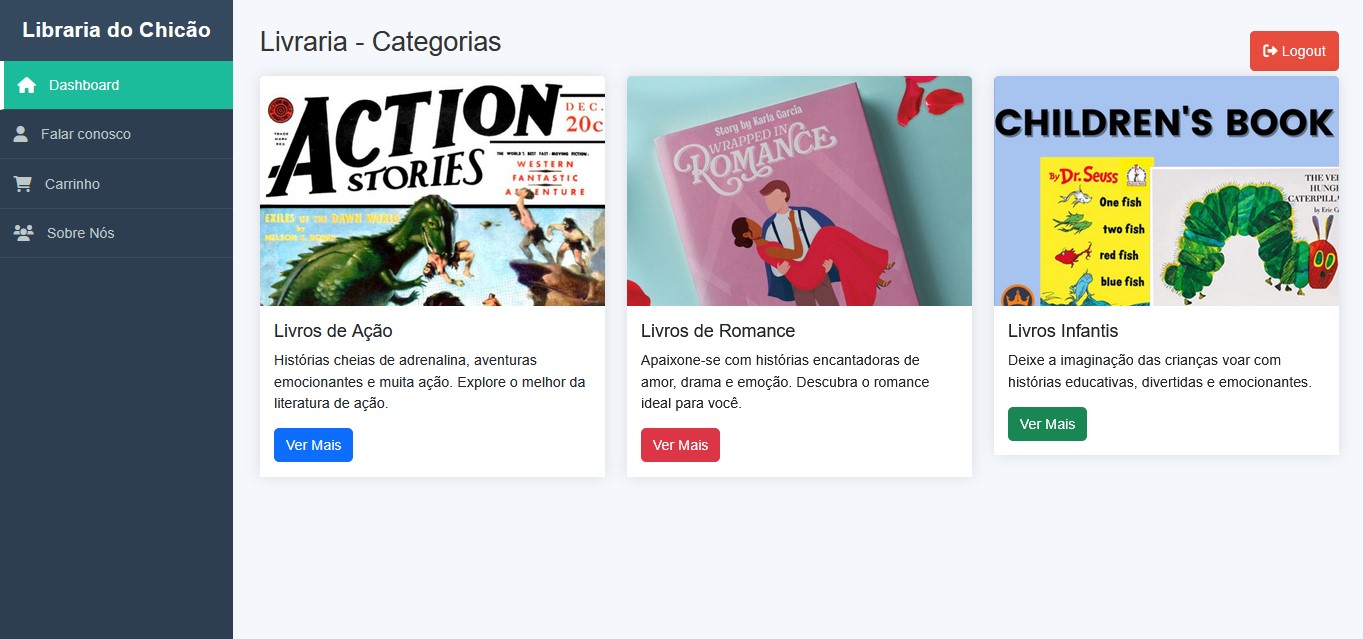 Libraria do Chicão
Dashboard
Falar conosco
Carrinho
Sobre Nós
Livraria - Categorias
Logout
ACTION
STORIES
DEC.
20c
TRADE
MARK
REG.
THE WORLD'S BEST FAST-MOVING FICTION.
WESTERN
FANTASTIC
ADVENTURE
EXILES OF THE DAWN WORLD
by
NELSON S. BOND
Livros de Ação
Histórias cheias de adrenalina, aventuras
emocionantes e muita ação. Explore o melhor da
literatura de ação.
Ver Mais
Story by Karla Garcia
WRAPPED IN
ROMANCE
Livros de Romance
Apaixone-se com histórias encantadoras de
amor, drama e emoção. Descubra o romance
ideal para você.
Ver Mais
CHILDREN'S BOOK
By Dr. Seuss
One fish
two fish
red fish
blue fish
THE VE
HUNG
CATERPILL
by Eric C
Livros Infantis
Deixe a imaginação das crianças voar com
histórias educativas, divertidas e emocionantes.
Ver Mais